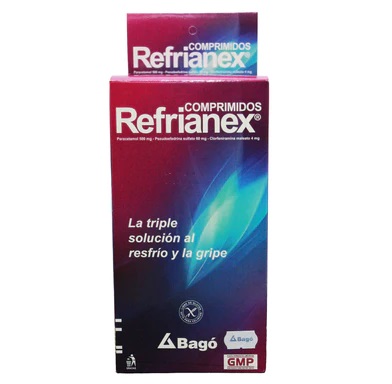 COMPRIMIDOS
Refrianex®
COMPRIMIDOS
Refrianex®
Paracetamol 500 mg - Pseudoefedrina sulfato 60 mg - Clorfeniramina maleato 4 mg
La triple
solución al
resfrío y la gripe
Bagó
Bagó
GMP